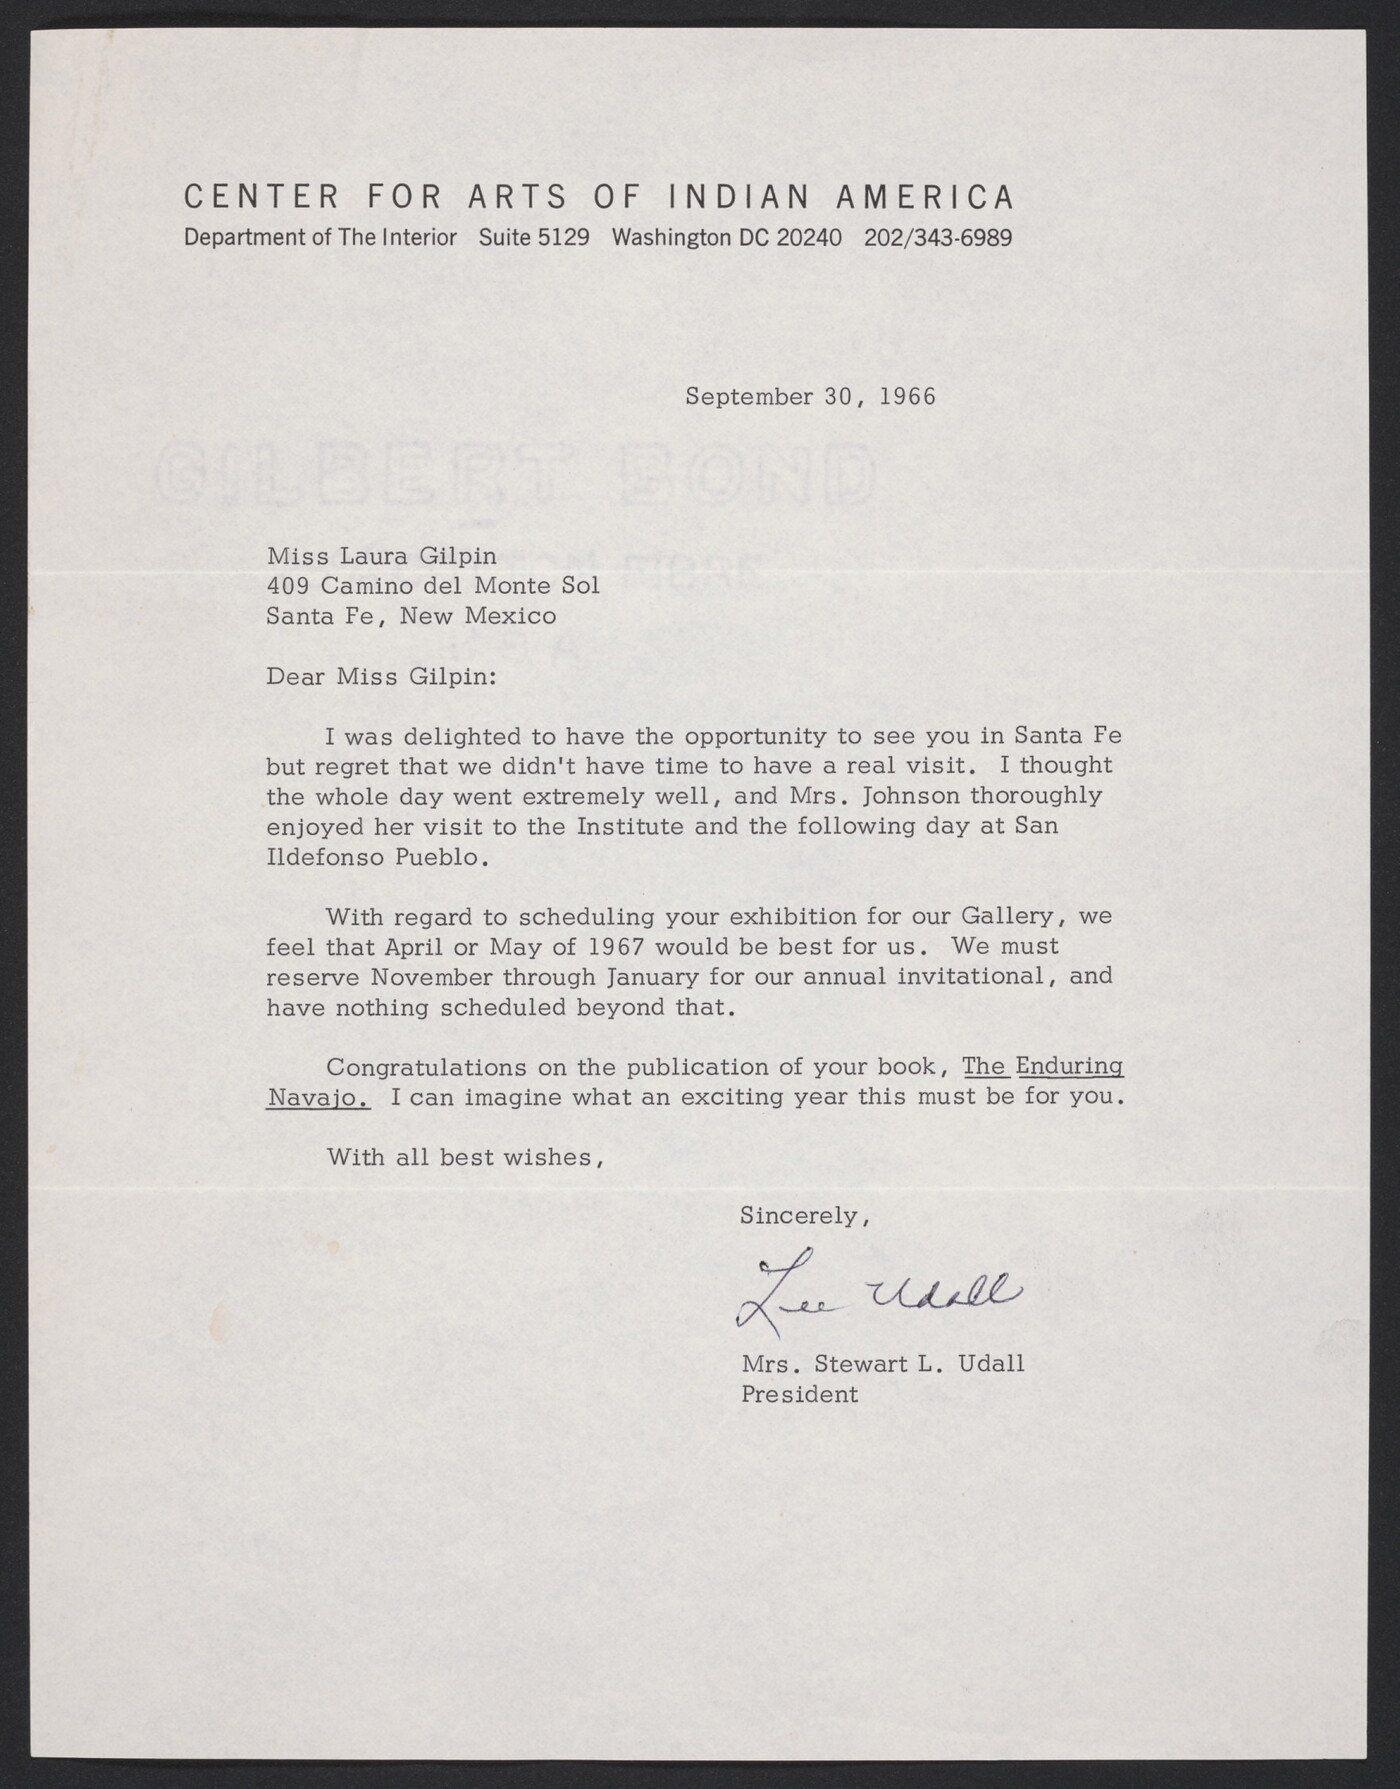 CENTER FOR ARTS OF INDIAN AMERICA
Department of The Interior Suite 5129 Washington DC 20240 202/343-6989
September 30, 1966
GILBERT BOND
Miss Laura Gilpin
409 Camino del Monte Sol
Santa Fe, New Mexico
Dear Miss Gilpin:
I was delighted to have the opportunity to see you in Santa Fe
but regret that we didn't have time to have a real visit. I thought
the whole day went extremely well, and Mrs. Johnson thoroughly
enjoyed her visit to the Institute and the following day at San
Ildefonso Pueblo.
With regard to scheduling your exhibition for our Gallery, we
feel that April or May of 1967 would be best for us. We must
reserve November through January for our annual invitational, and
have nothing scheduled beyond that.
Congratulations on the publication of your book, The Enduring
Navajo. I can imagine what an exciting year this must be for you.
With all best wishes,
Sincerely,
Lee Udall
Mrs. Stewart L. Udall
President